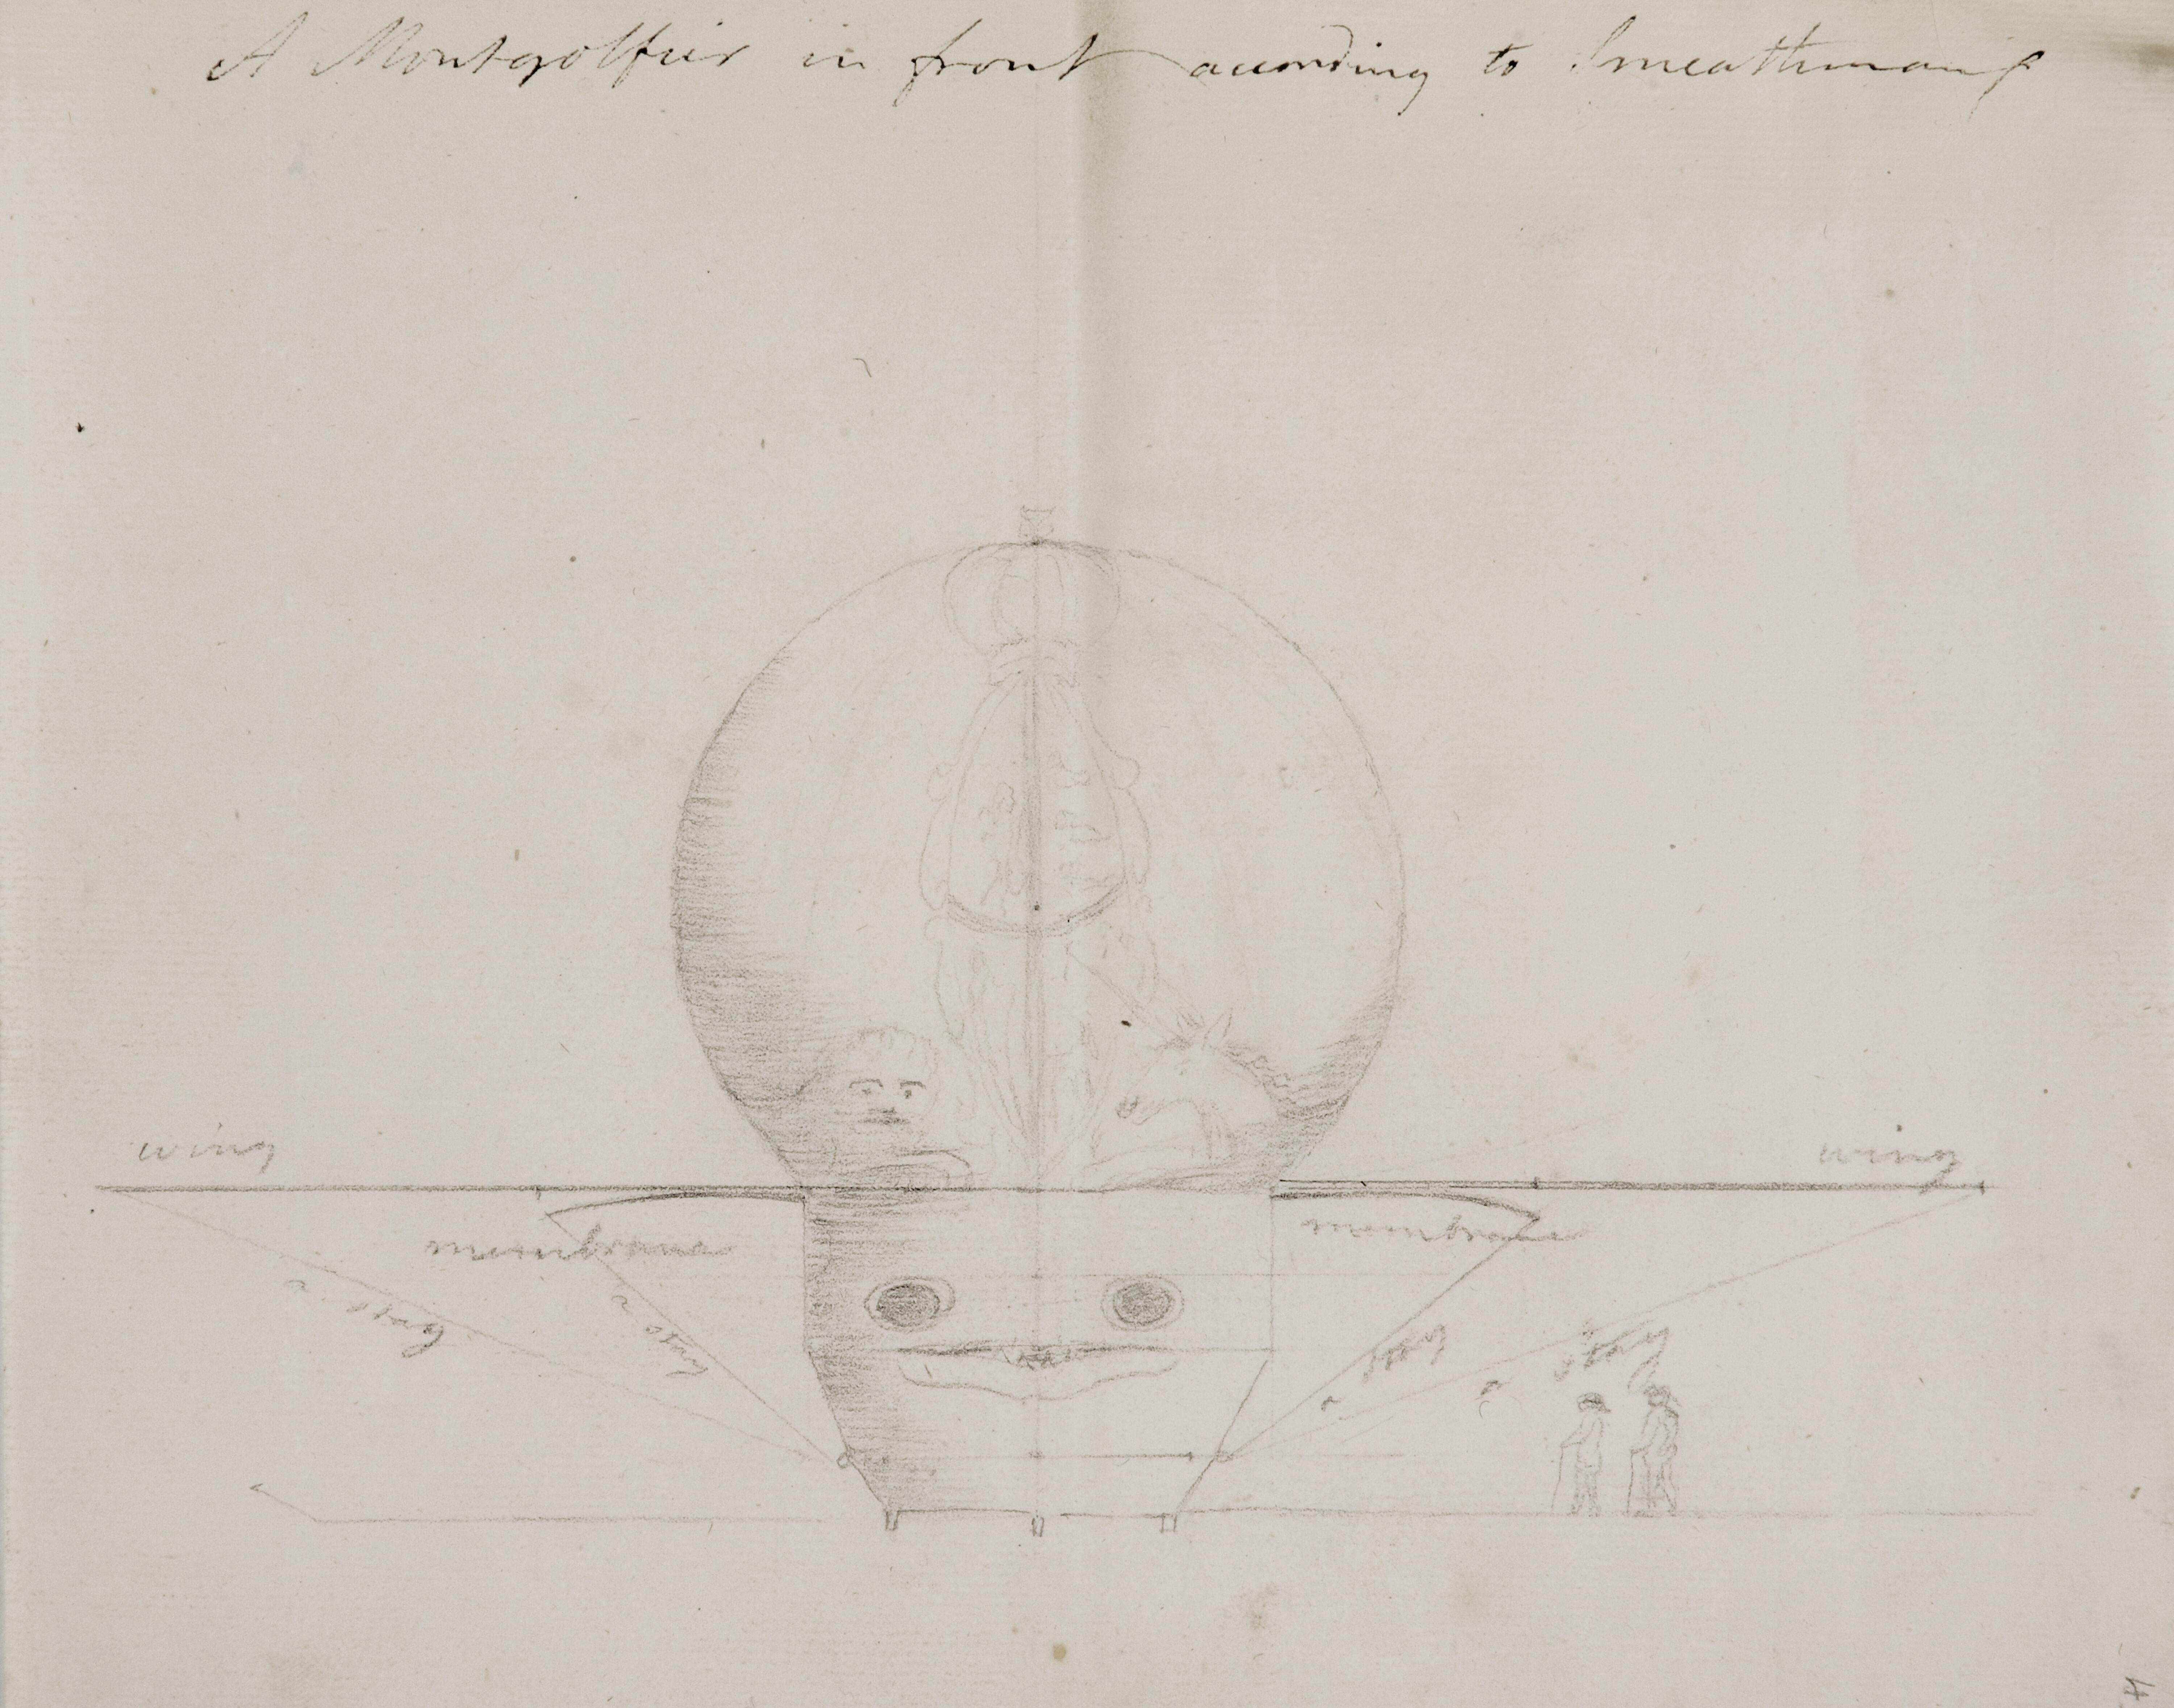 A Montgolfier in front according to Smeathman
wing
wing
membrane
membrane
a stay
a stay
a stay
a stay
4